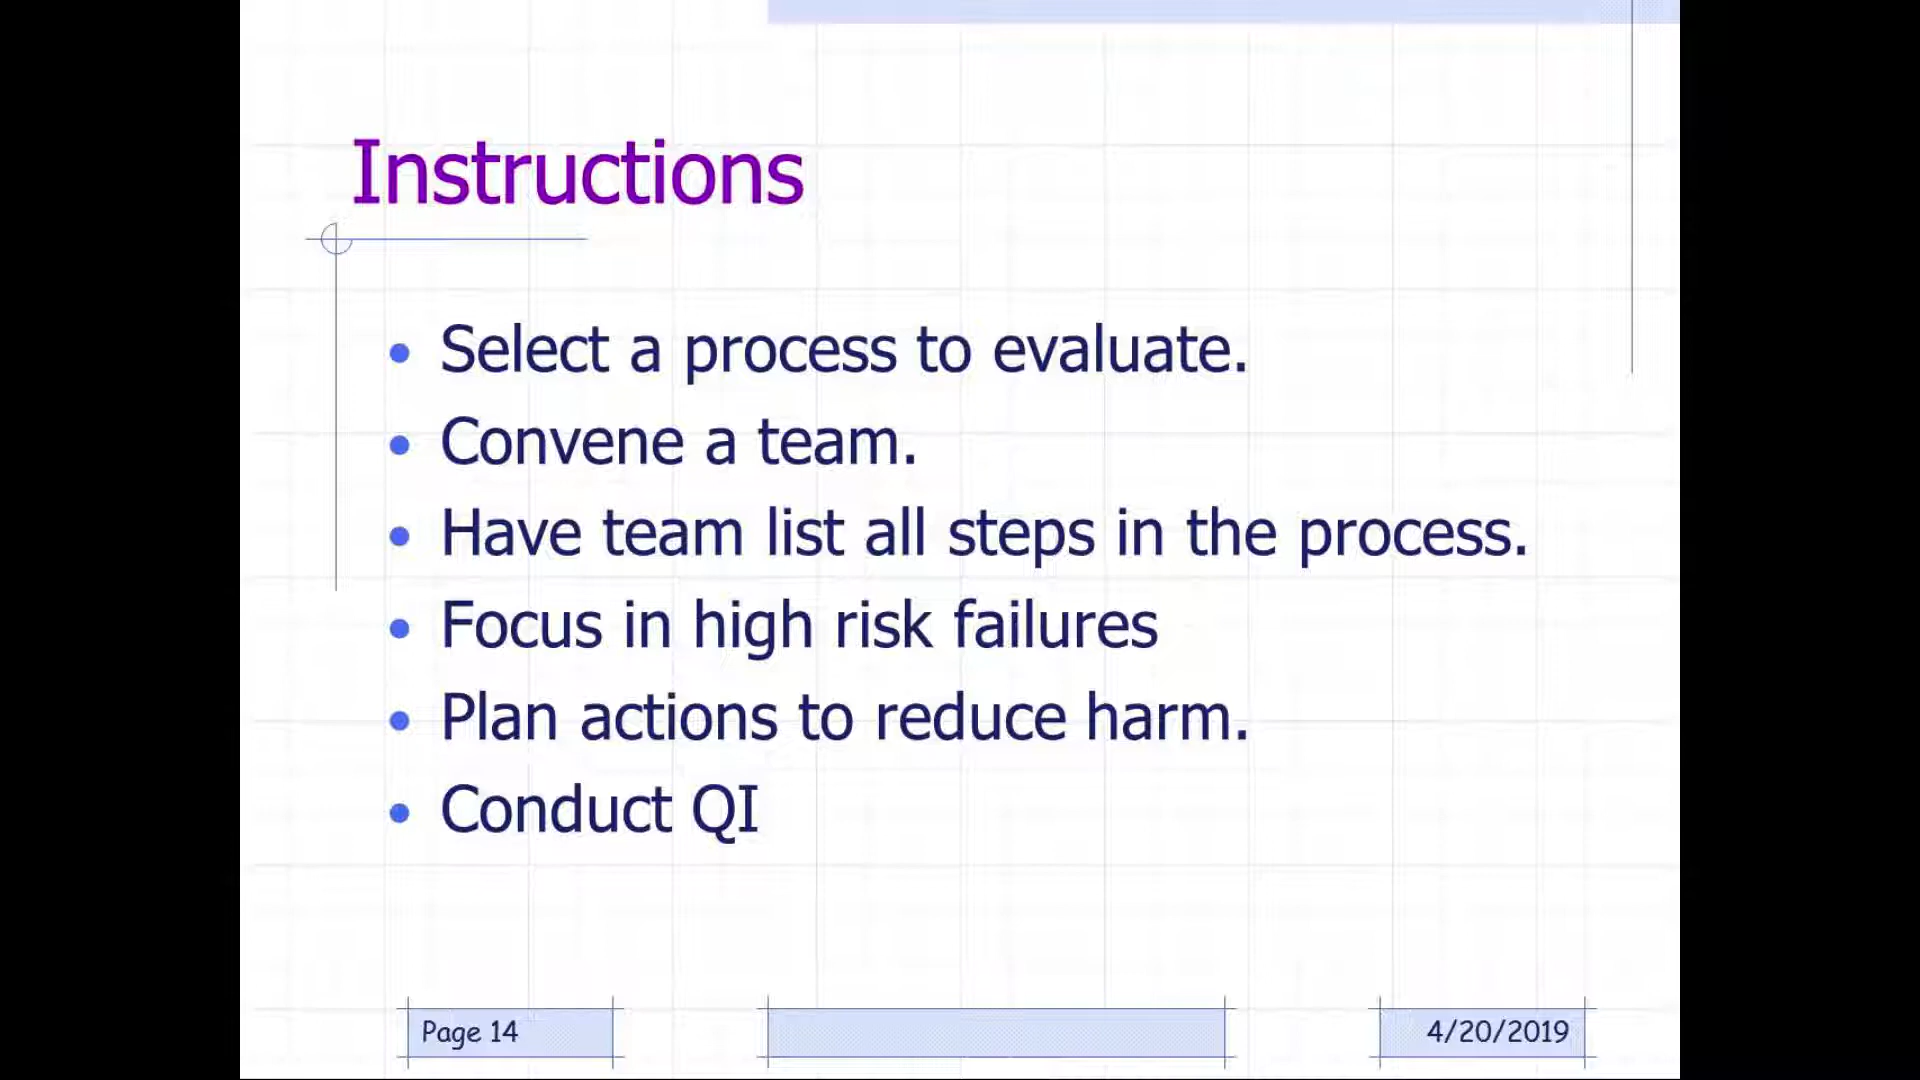 Instructions
• Select a process to evaluate.
• Convene a team.
• Have team list all steps in the process.
• Focus in high risk failures
• Plan actions to reduce harm.
• Conduct QI
Page 14
4/20/2019